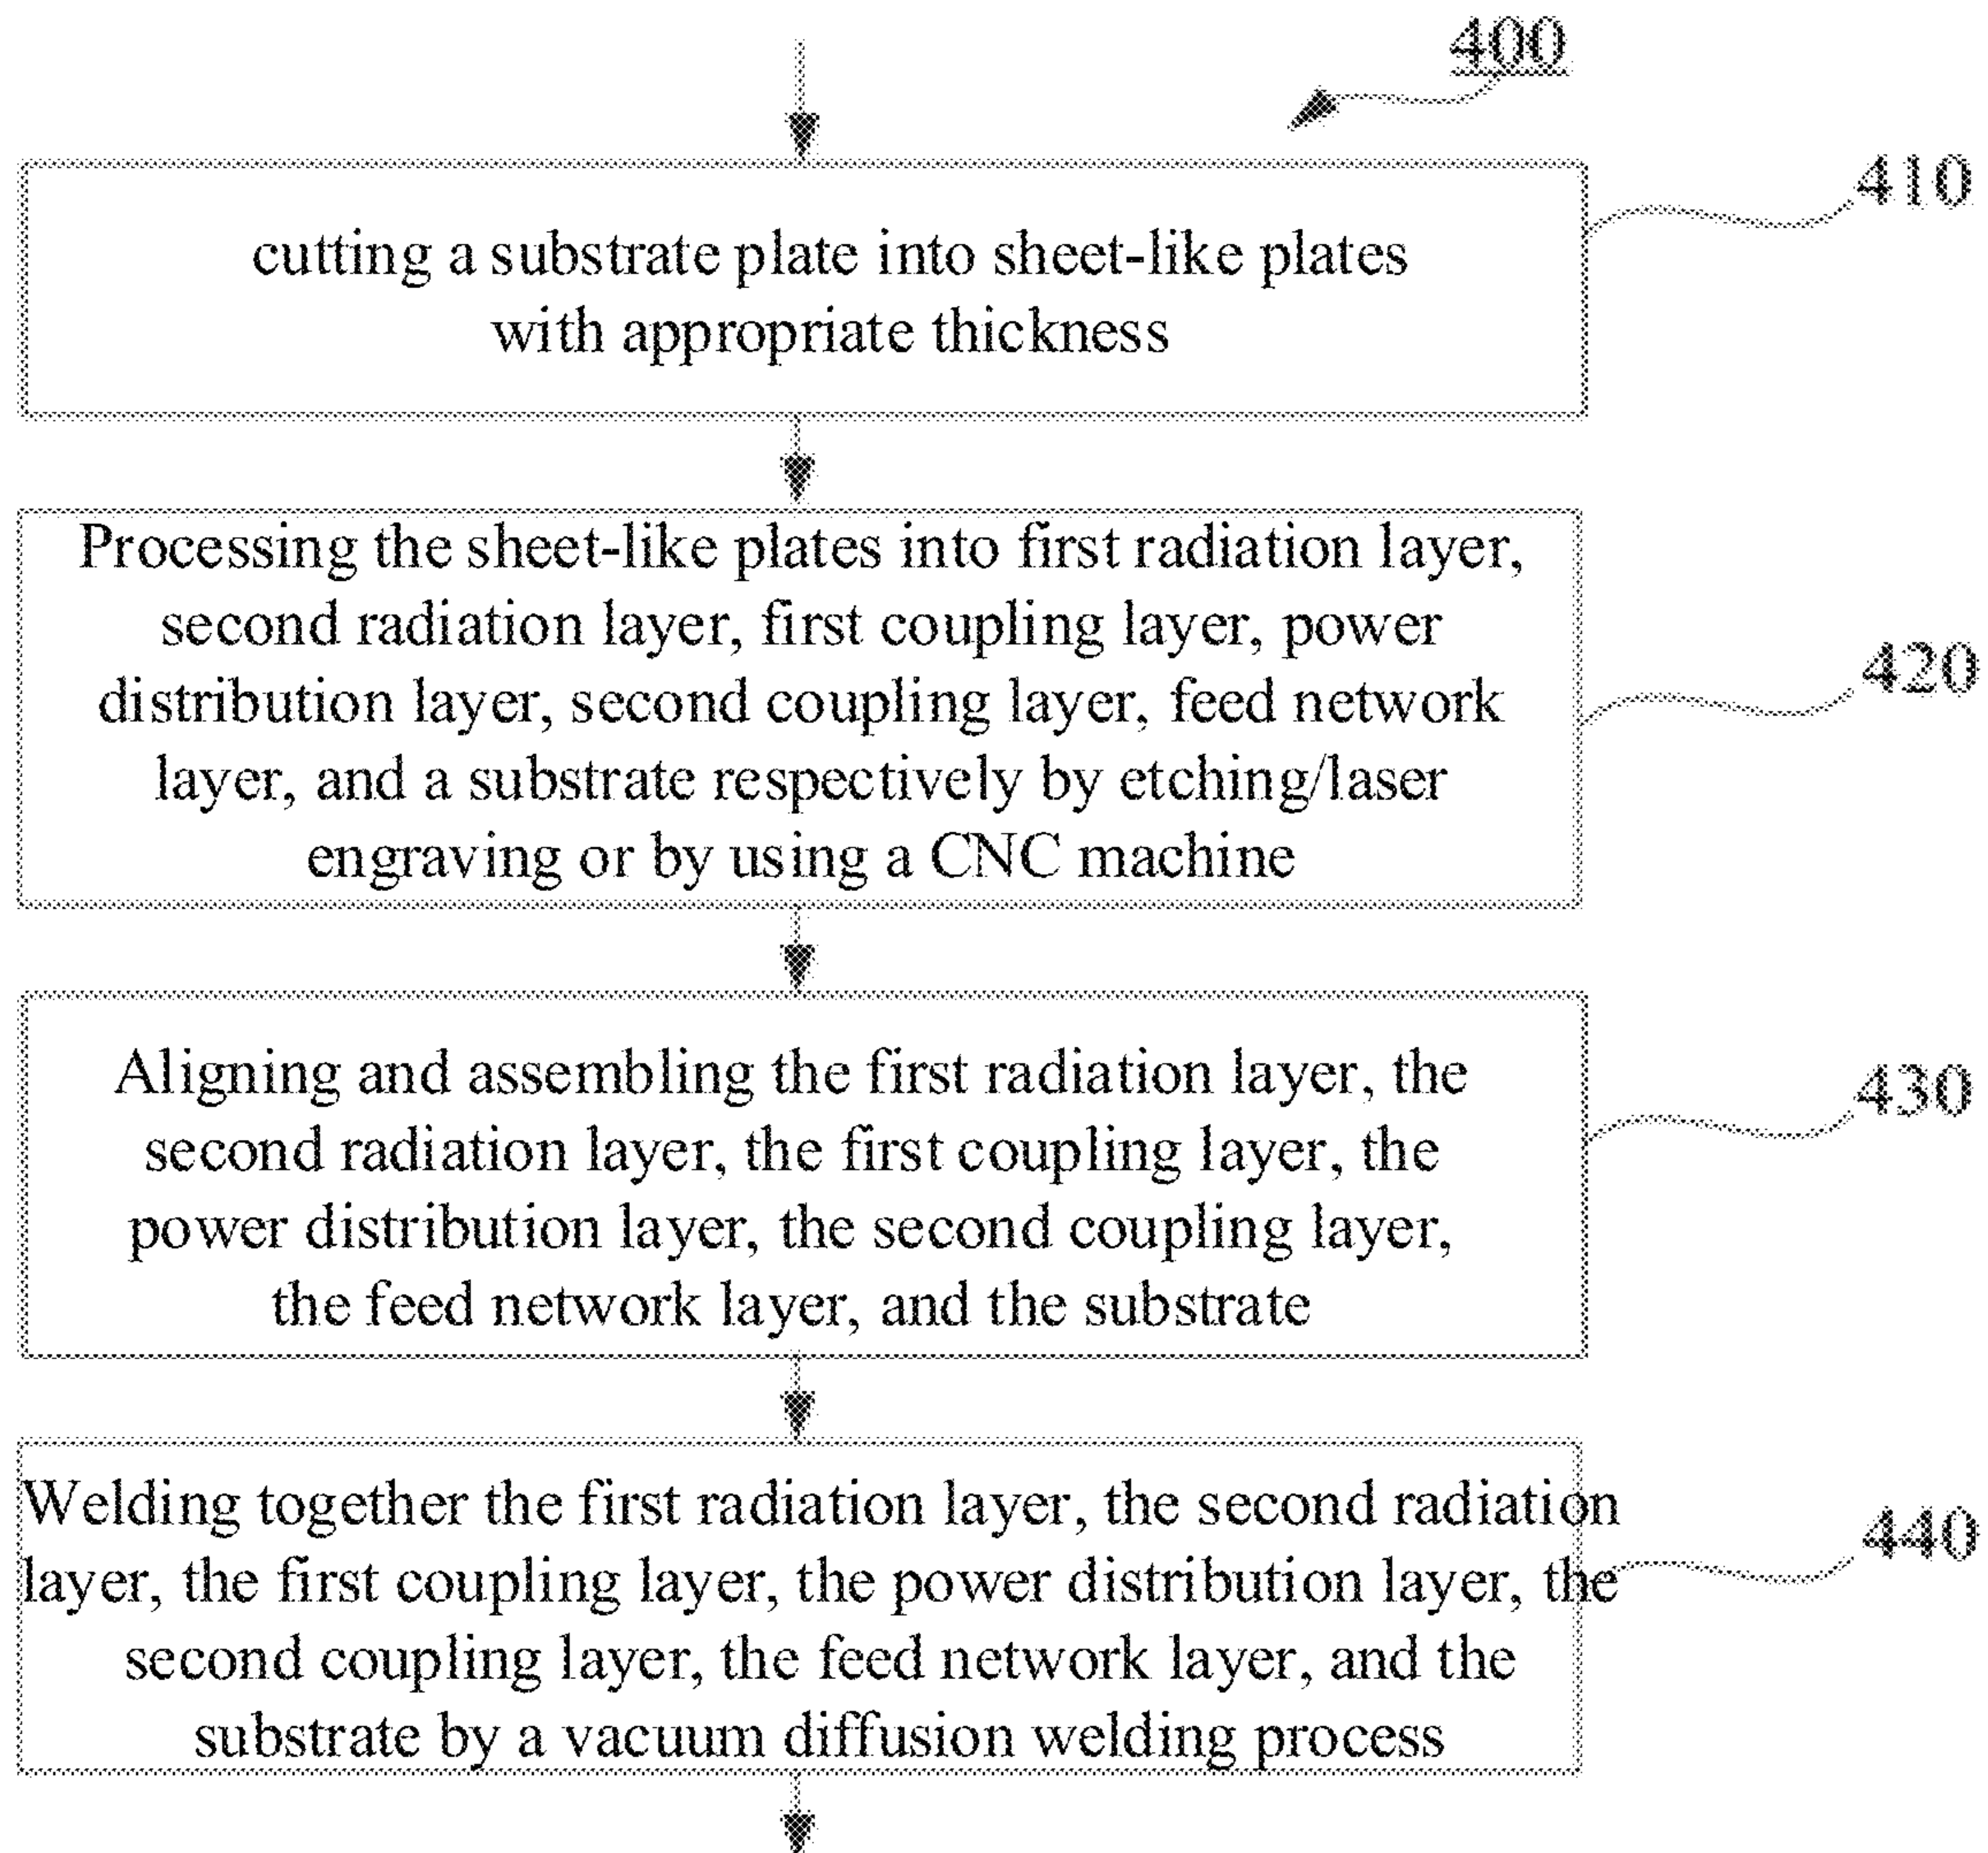 400
410
cutting a substrate plate into sheet-like plates
with appropriate thickness
Processing the sheet-like plates into first radiation layer,
second radiation layer, first coupling layer, power
distribution layer, second coupling layer, feed network
layer, and a substrate respectively by etching/laser
engraving or by using a CNC machine
420
Aligning and assembling the first radiation layer, the
second radiation layer, the first coupling layer, the
power distribution layer, the second coupling layer,
the feed network layer, and the substrate
430
Welding together the first radiation layer, the second radiation
layer, the first coupling layer, the power distribution layer, the
second coupling layer, the feed network layer, and the
substrate by a vacuum diffusion welding process
440